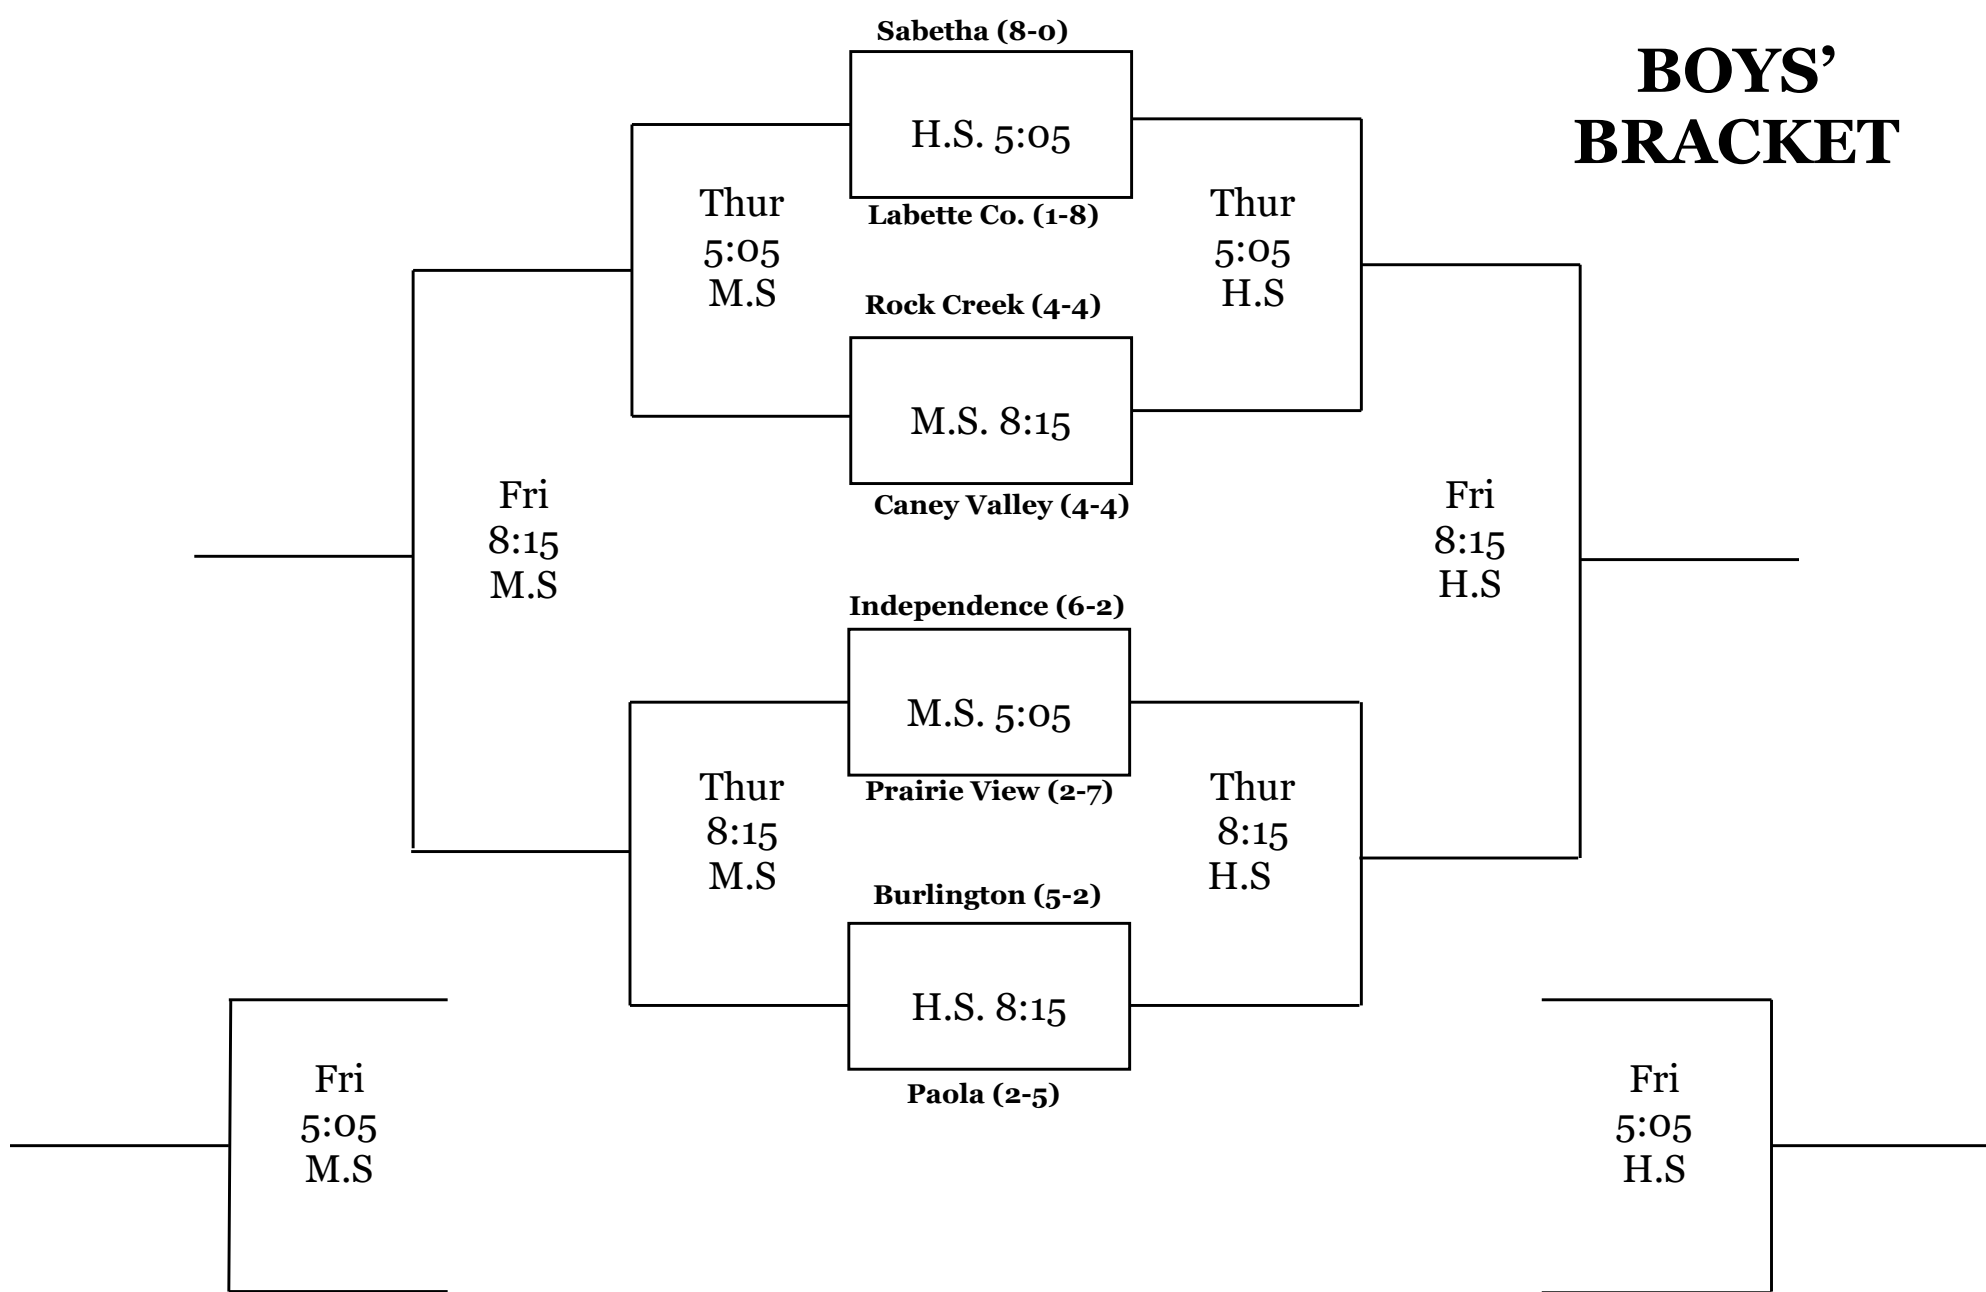 Sabetha (8-0)
BOYS’
BRACKET
H.S. 5:05
Labette Co. (1-8)
Thur
5:05
M.S
Thur
5:05
H.S
Rock Creek (4-4)
M.S. 8:15
Caney Valley (4-4)
Fri
8:15
M.S
Fri
8:15
H.S
Independence (6-2)
M.S. 5:05
Prairie View (2-7)
Thur
8:15
M.S
Thur
8:15
H.S
Burlington (5-2)
H.S. 8:15
Paola (2-5)
Fri
5:05
M.S
Fri
5:05
H.S